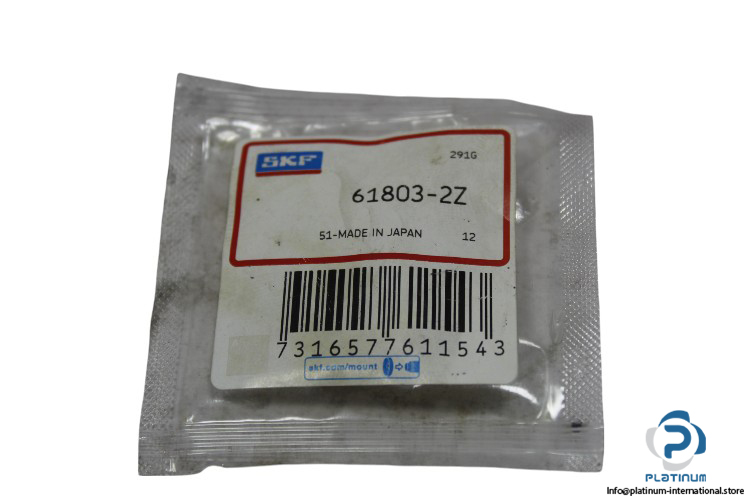 SKF
291G
61803-2Z
51-MADE IN JAPAN 12
7316577611543
skf.com/mount
PLATINUM
Info@platinum-international.store